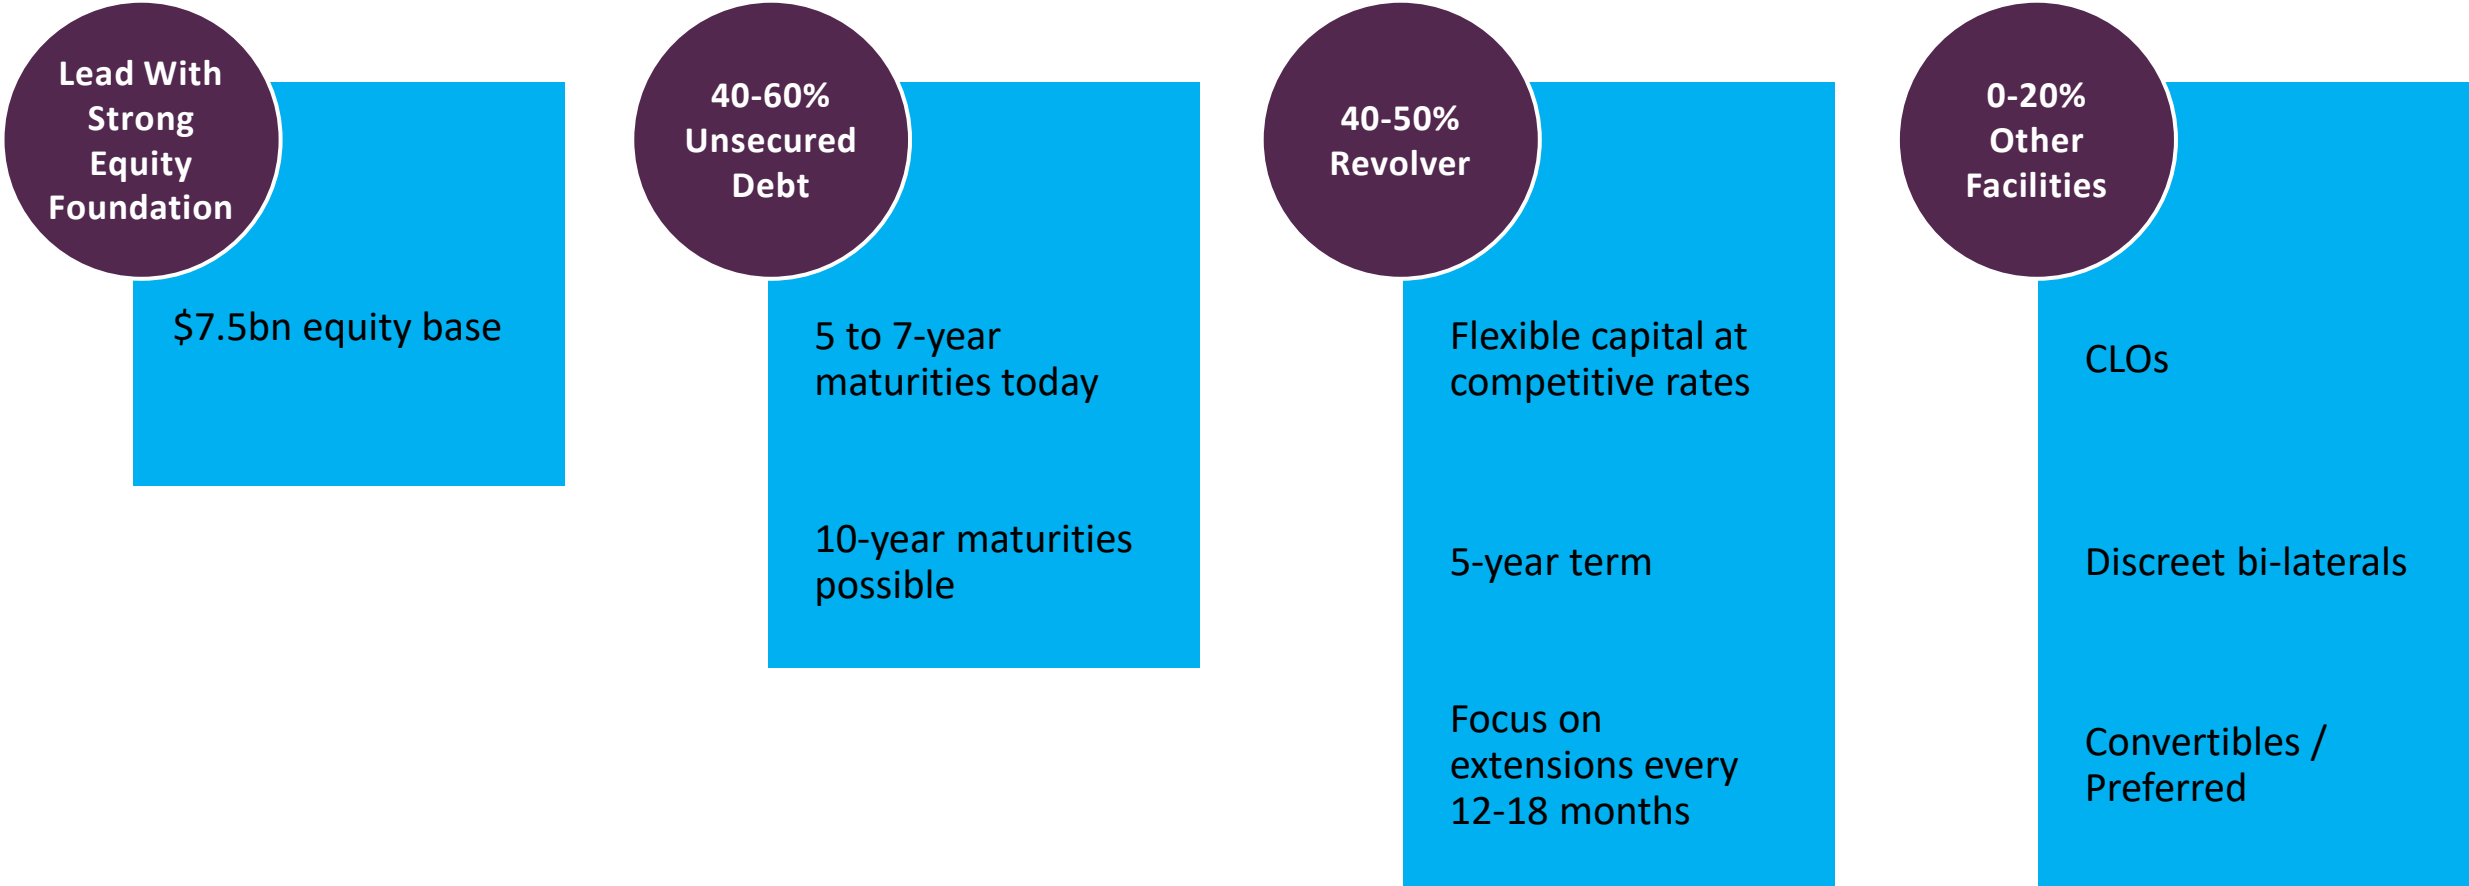 Lead With
Strong
Equity
Foundation
$7.5bn equity base
40-60%
Unsecured
Debt
5 to 7-year
maturities today
10-year maturities
possible
40-50%
Revolver
Flexible capital at
competitive rates
5-year term
Focus on
extensions every
12-18 months
0-20%
Other
Facilities
CLOs
Discreet bi-laterals
Convertibles /
Preferred